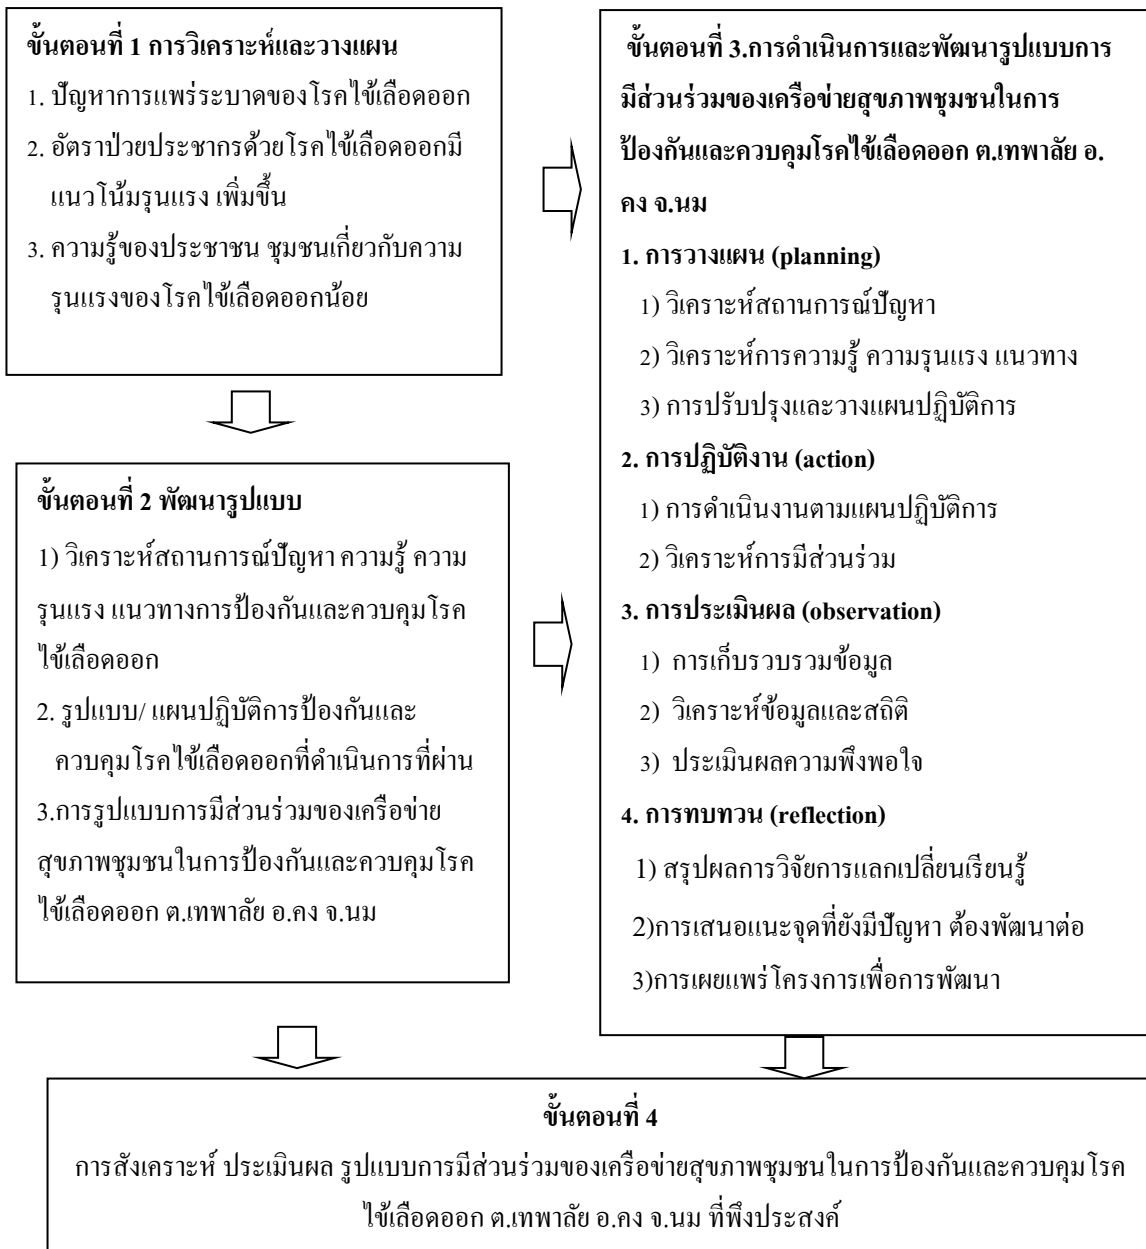 ขั้นตอนที่ 1 การวิเคราะห์และวางแผน
1. ปัญหาการแพร่ระบาดของโรคไข้เลือดออก
2. อัตราป่วยประชากรด้วยโรคไข้เลือดออกมี
แนวโน้มรุนแรง เพิ่มขึ้น
3. ความรู้ของประชาชน ชุมชนเกี่ยวกับความ
รุนแรงของโรคไข้เลือดออกน้อย
ขั้นตอนที่ 2 พัฒนารูปแบบ
1) วิเคราะห์สถานการณ์ปัญหา ความรู้ ความ
รุนแรง แนวทางการป้องกันและควบคุมโรค
ไข้เลือดออก
2. รูปแบบ/ แผนปฏิบัติการป้องกันและ
ควบคุมโรคไข้เลือดออกที่ดำเนินการที่ผ่าน
3.การรูปแบบการมีส่วนร่วมของเครือข่าย
สุขภาพชุมชนในการป้องกันและควบคุมโรค
ไข้เลือดออก ต.เทพาลัย อ.คง จ.นม
ขั้นตอนที่ 3.การดำเนินการและพัฒนารูปแบบการ
มีส่วนร่วมของเครือข่ายสุขภาพชุมชนในการ
ป้องกันและควบคุมโรคไข้เลือดออก ต.เทพาลัย อ.
คง จ.นม
1. การวางแผน (planning)
1) วิเคราะห์สถานการณ์ปัญหา
2) วิเคราะห์การความรู้ ความรุนแรง แนวทาง
3) การปรับปรุงและวางแผนปฏิบัติการ
2. การปฏิบัติงาน (action)
1) การดำเนินงานตามแผนปฏิบัติการ
2) วิเคราะห์การมีส่วนร่วม
3. การประเมินผล (observation)
1) การเก็บรวบรวมข้อมูล
2) วิเคราะห์ข้อมูลและสถิติ
3) ประเมินผลความพึงพอใจ
4. การทบทวน (reflection)
1) สรุปผลการวิจัยการแลกเปลี่ยนเรียนรู้
2)การเสนอแนะจุดที่ยังมีปัญหา ต้องพัฒนาต่อ
3)การเผยแพร่โครงการเพื่อการพัฒนา
ขั้นตอนที่ 4
การสังเคราะห์ ประเมินผล รูปแบบการมีส่วนร่วมของเครือข่ายสุขภาพชุมชนในการป้องกันและควบคุมโรค
ไข้เลือดออก ต.เทพาลัย อ.คง จ.นม ที่พึงประสงค์